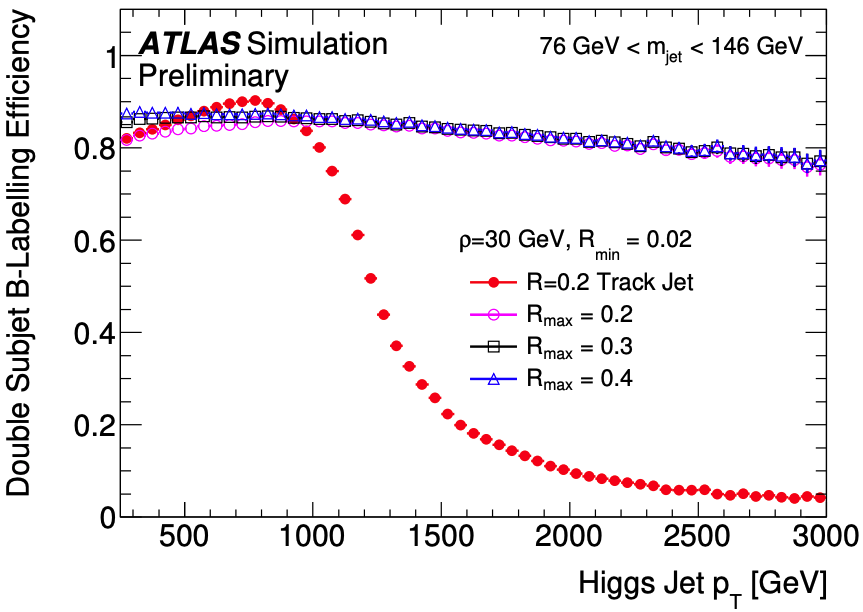 Double Subjet B-Labelling Efficiency
1
0.8
0.6
0.4
0.2
0
ATLAS Simulation
Preliminary
76 GeV < m_jet < 146 GeV
ρ=30 GeV, R_min = 0.02
R=0.2 Track Jet
R_max = 0.2
R_max = 0.3
R_max = 0.4
500 1000 1500 2000 2500 3000
Higgs Jet p_T [GeV]